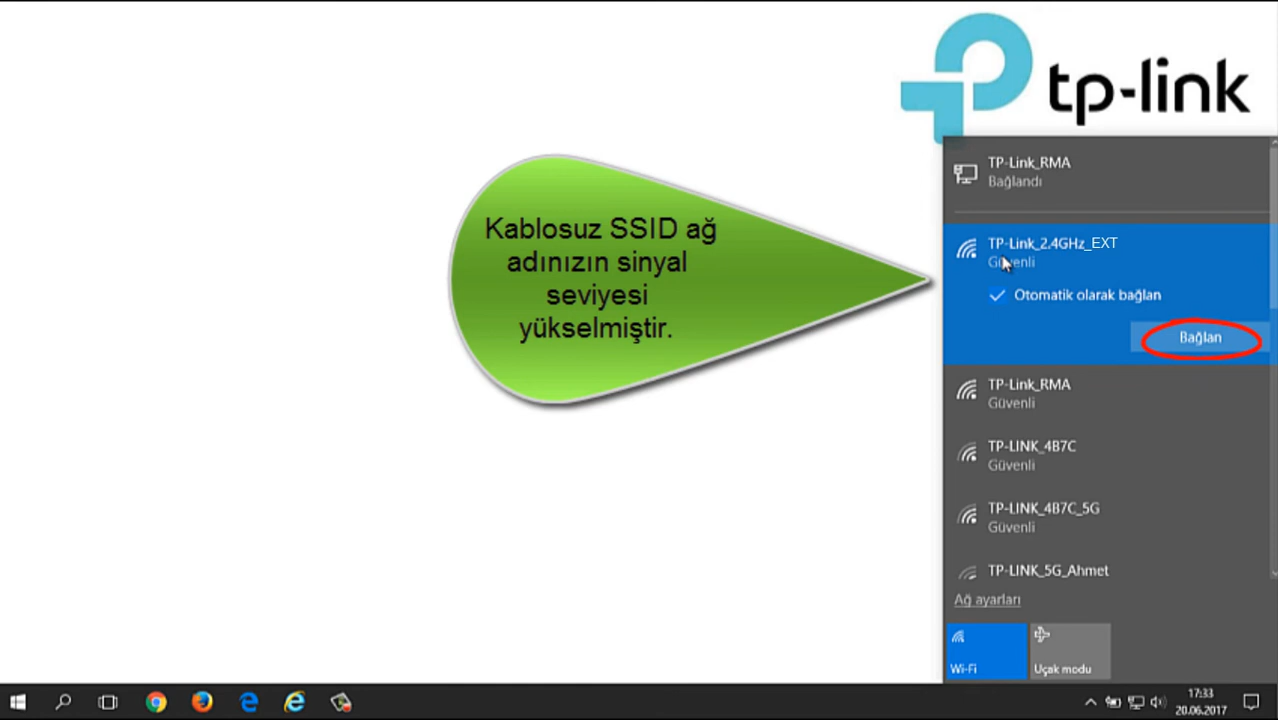 tp-link
TP-Link_RMA
Bağlandı
Kablosuz SSID ağ
adınızın sinyal
seviyesi
yükselmiştir.
TP-Link_2.4GHz_EXT
Güvenli
Otomatik olarak bağlan
Bağlan
TP-Link_RMA
Güvenli
TP-LINK_4B7C
Güvenli
TP-LINK_4B7C_5G
Güvenli
TP-LINK_5G_Ahmet
Ağ ayarları
Wi-Fi
Uçak modu
17:33
20.06.2017